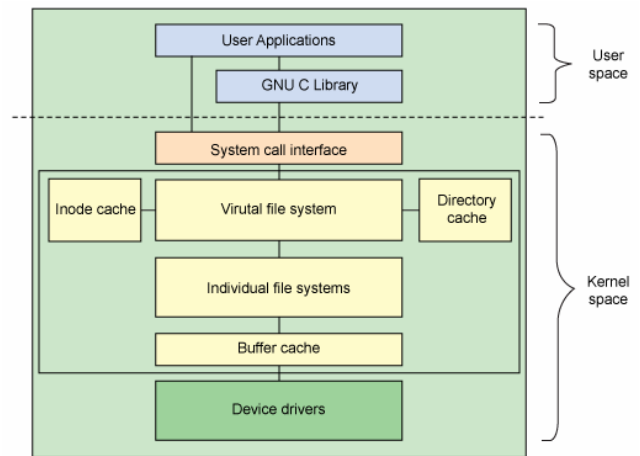 User Applications
User
space
GNU C Library
System call interface
Inode cache
Virutal file system
Directory
cache
Individual file systems
Kernel
space
Buffer cache
Device drivers